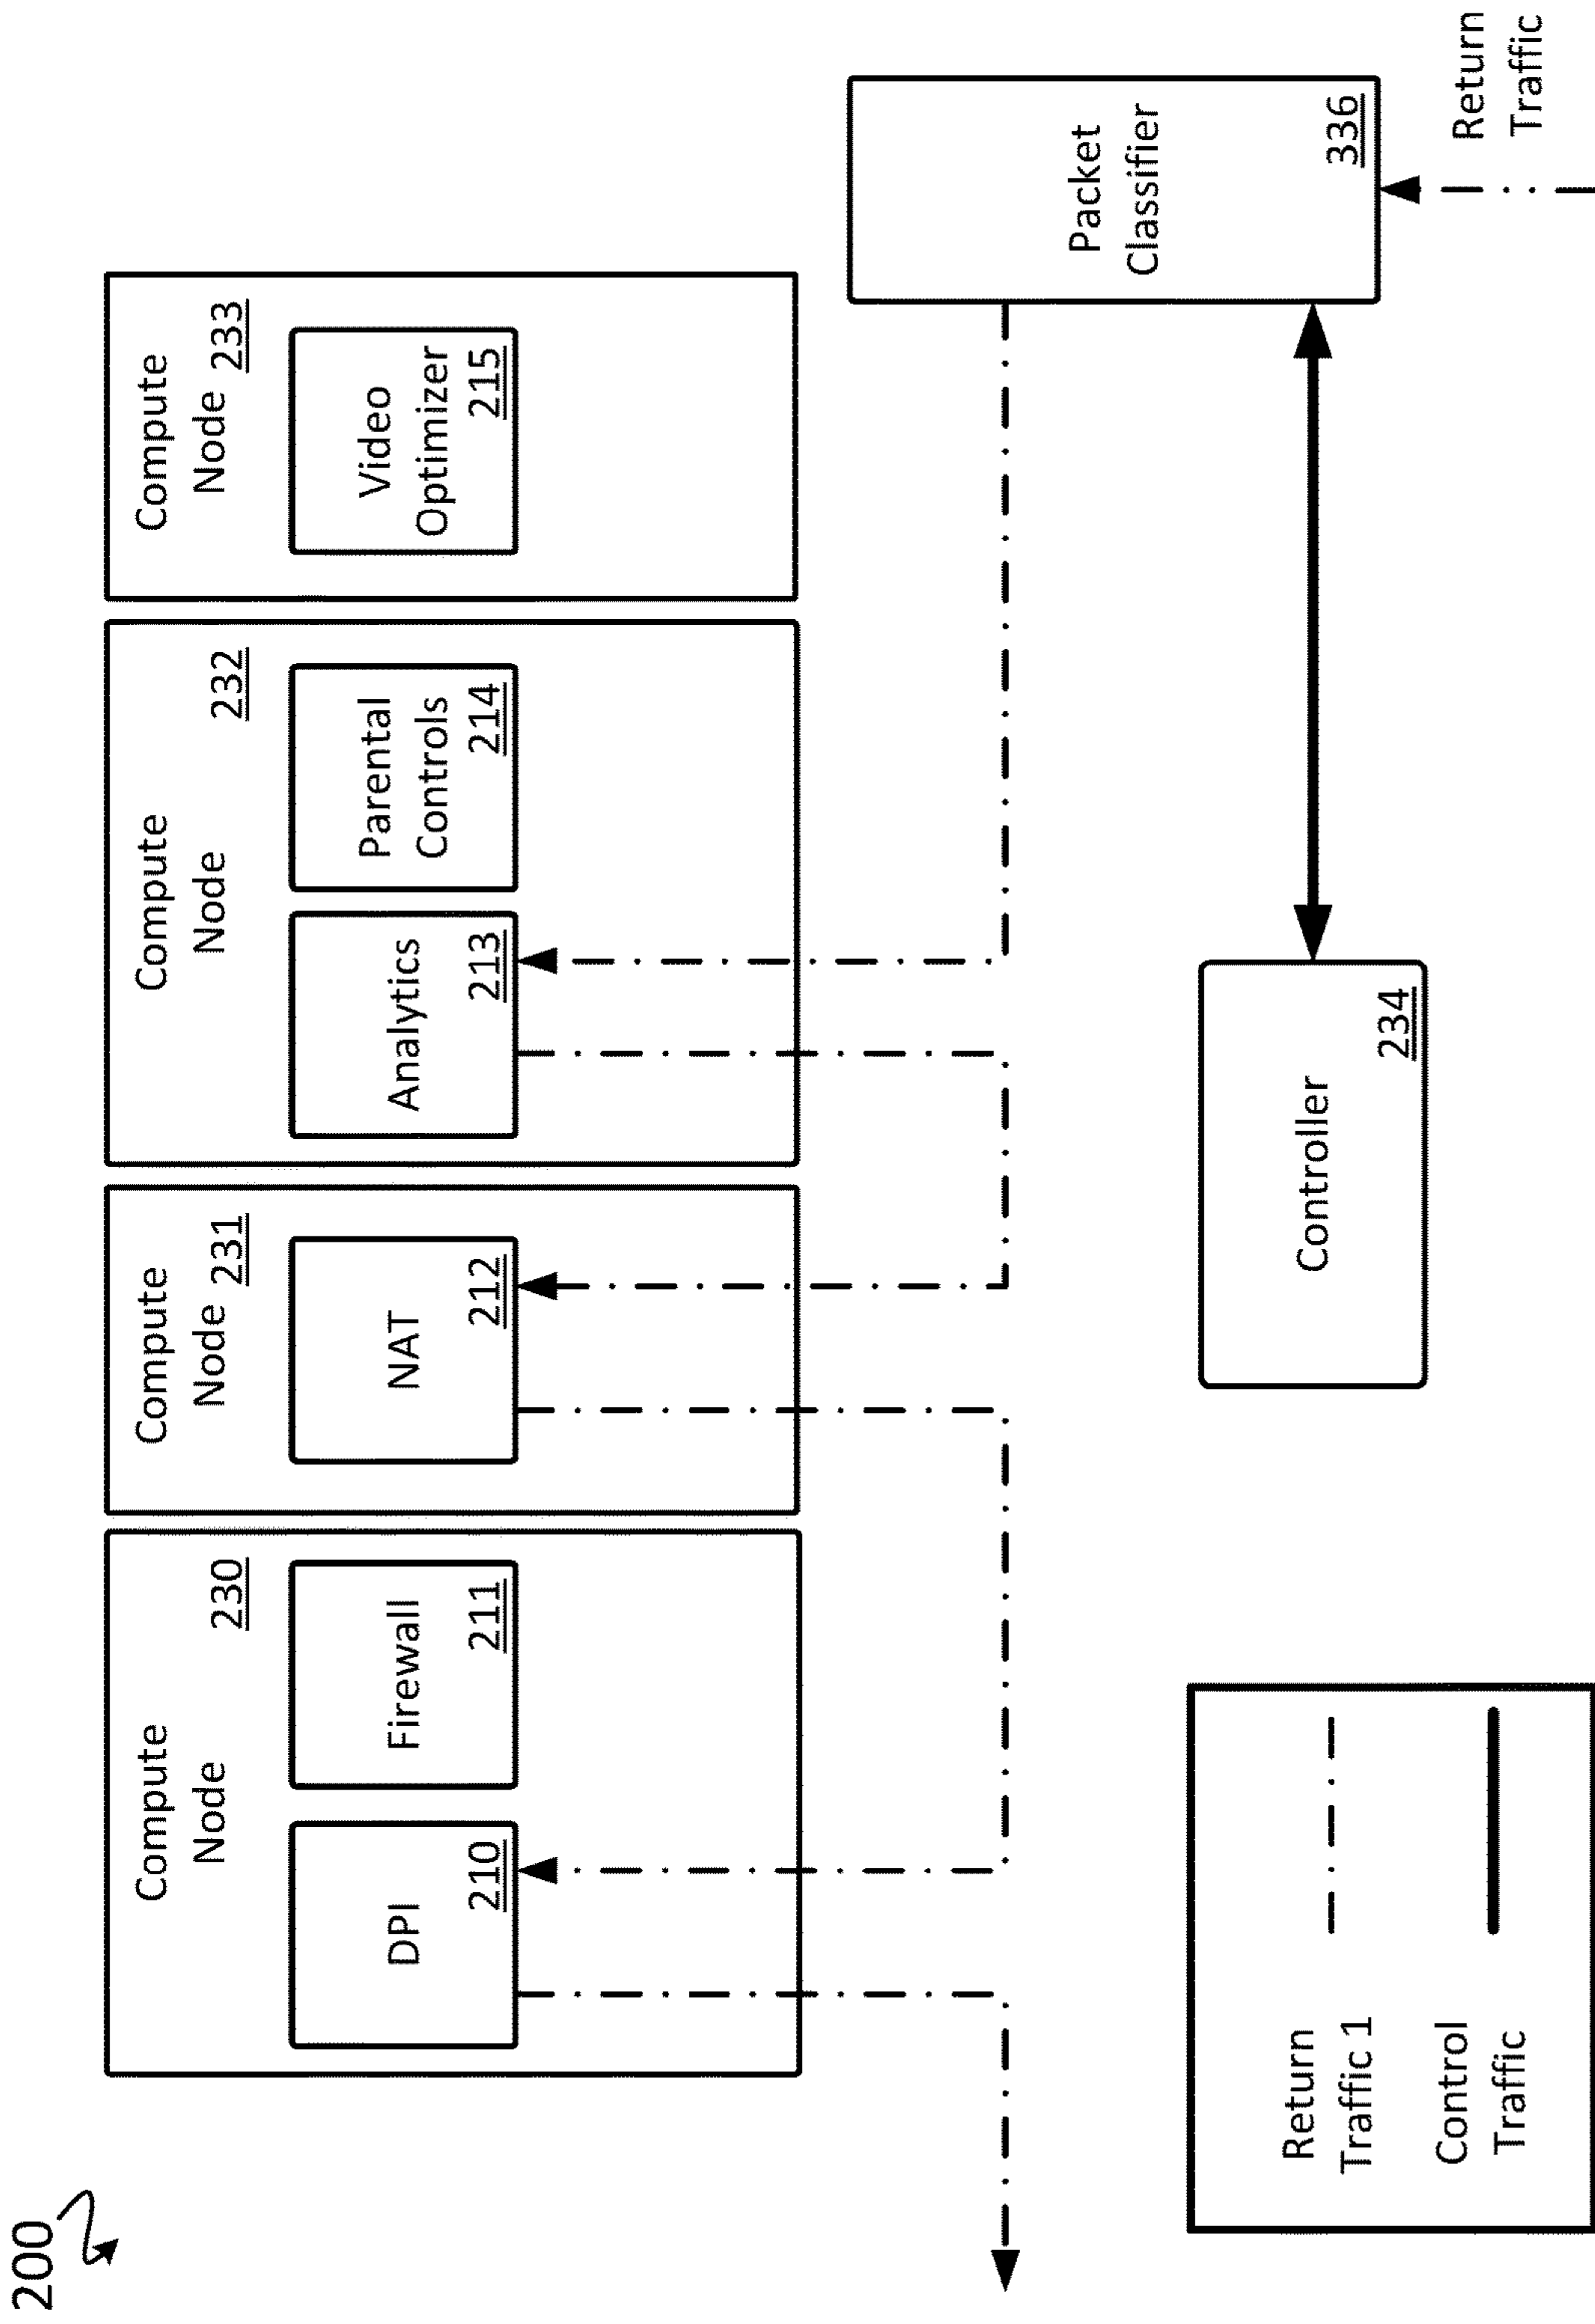 200
Compute
Node
230
DPI
210
Firewall
211
Compute
Node 231
NAT
212
Compute
Node
232
Analytics
213
Parental
Controls
214
Compute
Node 233
Video
Optimizer
215
Return
Traffic 1
Control
Traffic
Controller
234
Packet
Classifier
336
Return
Traffic